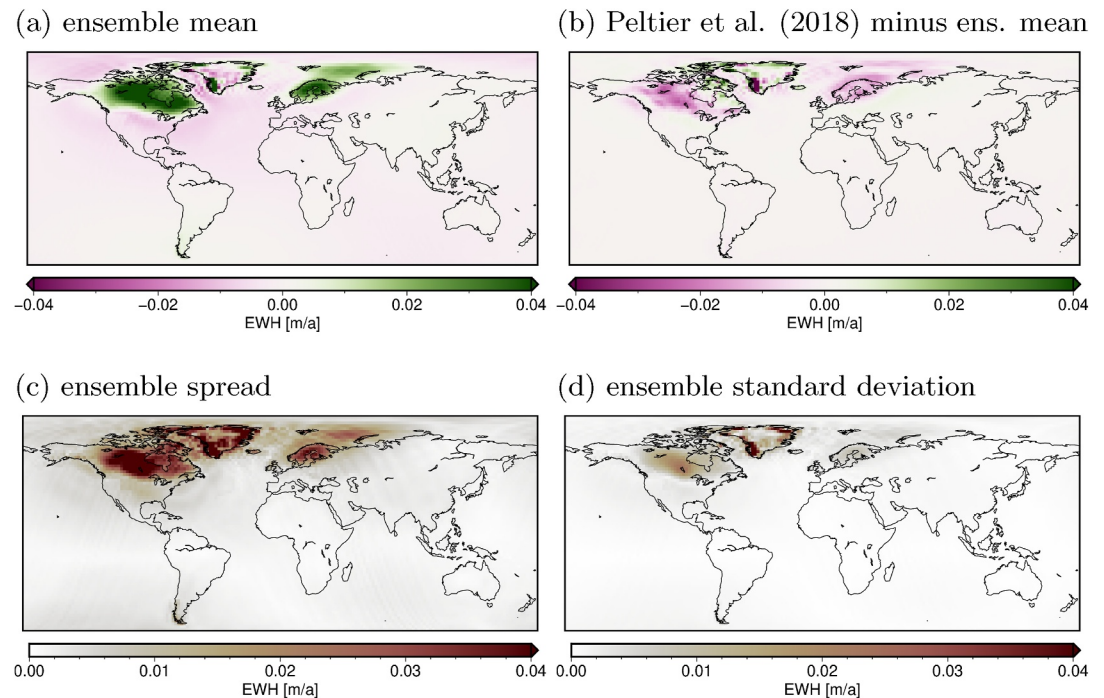 (a) ensemble mean
(b) Peltier et al. (2018) minus ens. mean
−0.04 −0.02 0.00 0.02 0.04
EWH [m/a]
−0.04 −0.02 0.00 0.02 0.04
EWH [m/a]
(c) ensemble spread
(d) ensemble standard deviation
0.00 0.01 0.02 0.03 0.04
EWH [m/a]
0.00 0.01 0.02 0.03 0.04
EWH [m/a]